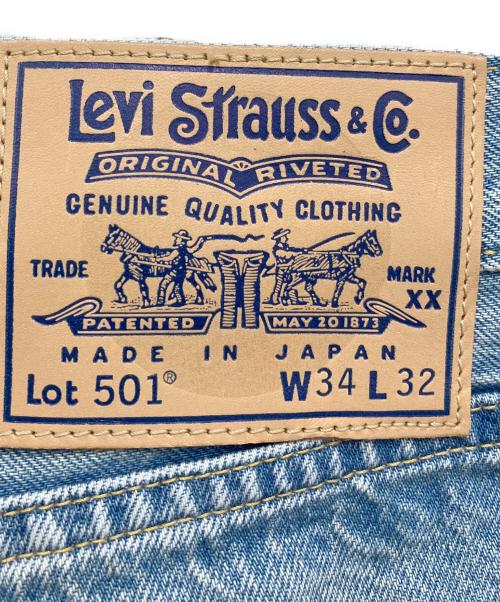 Levi Strauss & Co.
ORIGINAL RIVETED
GENUINE QUALITY CLOTHING
TRADE MARK
XX
PATENTED MAY 20 1873
MADE IN JAPAN
Lot 501® W34 L 32